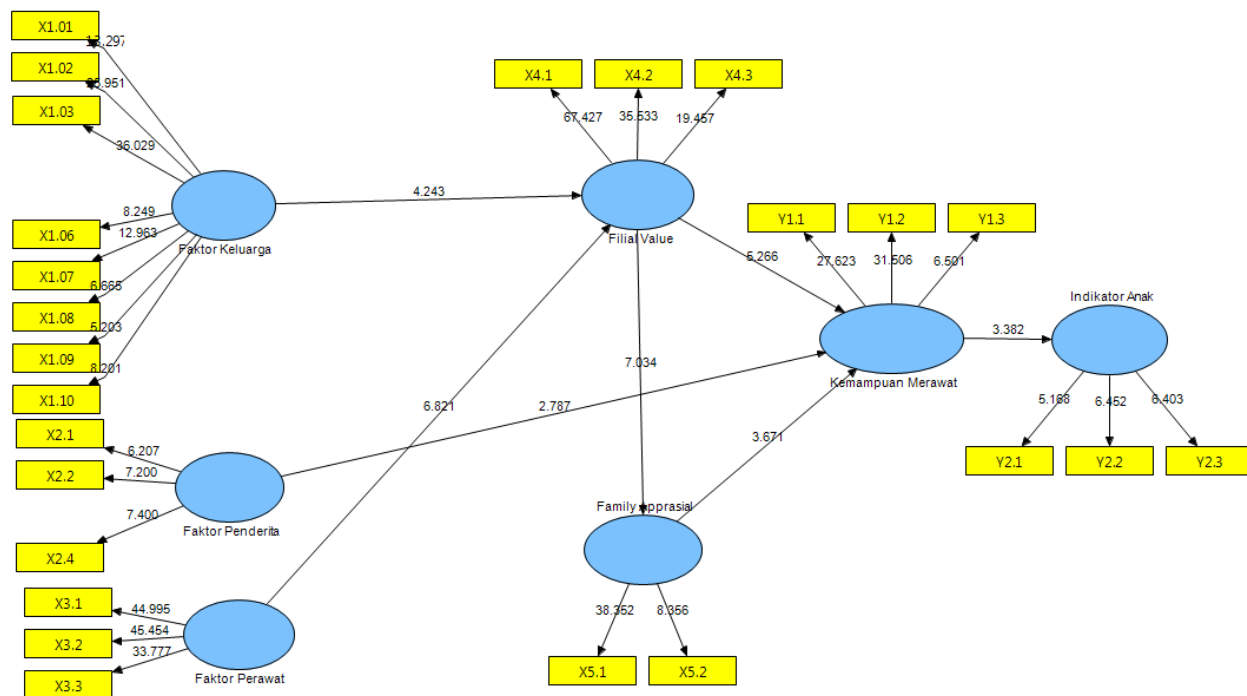 X1.01
13.297
X1.02
X1.03
36.029
X4.1
X4.2
X4.3
67.427
35.533
19.457
X1.06
8.249
X1.07
12.963
X1.08
6.665
X1.09
5.203
X1.10
8.201
Faktor Keluarga
4.243
Filial Value
Y1.1
Y1.2
Y1.3
27.623
31.506
6.501
5.266
Kemampuan Merawat
3.382
Indikator Anak
5.168
6.452
6.403
Y2.1
Y2.2
Y2.3
7.034
6.821
2.787
3.671
X2.1
6.207
X2.2
7.200
7.400
X2.4
Faktor Penderita
Family Apprasial
38.352
8.356
X5.1
X5.2
X3.1
44.995
X3.2
45.454
X3.3
33.777
Faktor Perawat